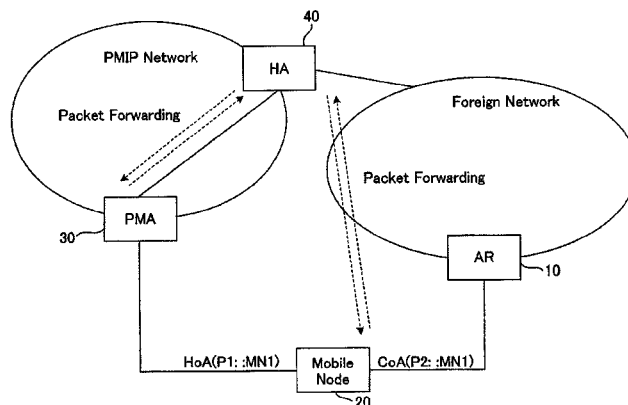 40
PMIP Network
HA
Foreign Network
Packet Forwarding
Packet Forwarding
PMA
30
AR
10
HoA(P1: :MN1)
Mobile
Node
CoA(P2: :MN1)
20